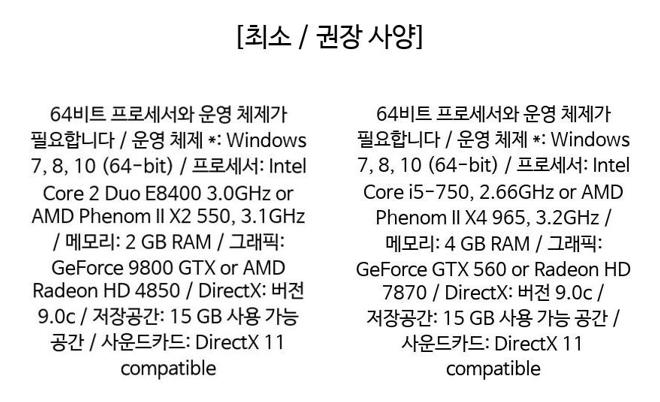 [최소 / 권장 사양]
64비트 프로세서와 운영 체제가
필요합니다 / 운영 체제 *: Windows
7, 8, 10 (64-bit) / 프로세서: Intel
Core 2 Duo E8400 3.0GHz or
AMD Phenom II X2 550, 3.1GHz
/ 메모리: 2 GB RAM / 그래픽:
GeForce 9800 GTX or AMD
Radeon HD 4850 / DirectX: 버전
9.0c / 저장공간: 15 GB 사용 가능
공간 / 사운드카드: DirectX 11
compatible
64비트 프로세서와 운영 체제가
필요합니다 / 운영 체제 *: Windows
7, 8, 10 (64-bit) / 프로세서: Intel
Core i5-750, 2.66GHz or AMD
Phenom II X4 965, 3.2GHz /
메모리: 4 GB RAM / 그래픽:
GeForce GTX 560 or Radeon HD
7870 / DirectX: 버전 9.0c /
저장공간: 15 GB 사용 가능 공간 /
사운드카드: DirectX 11
compatible